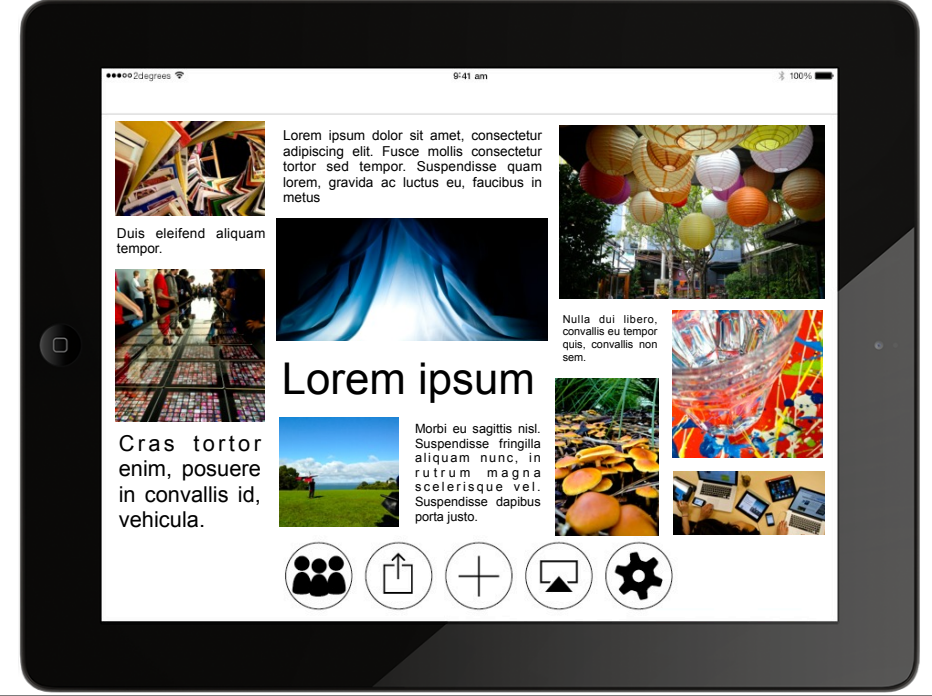 2degrees
9:41 am
100%
Lorem ipsum dolor sit amet, consectetur
adipiscing elit. Fusce mollis consectetur
tortor sed tempor. Suspendisse quam
lorem, gravida ac luctus eu, faucibus in
metus
Duis eleifend aliquam
tempor.
Nulla dui libero,
convallis eu tempor
quis, convallis non
sem.
Lorem ipsum
Cras tortor
enim, posuere
in convallis id,
vehicula.
Morbi eu sagittis nisl.
Suspendisse fringilla
aliquam nunc, in
rutrum magna
scelerisque vel.
Suspendisse dapibus
porta justo.